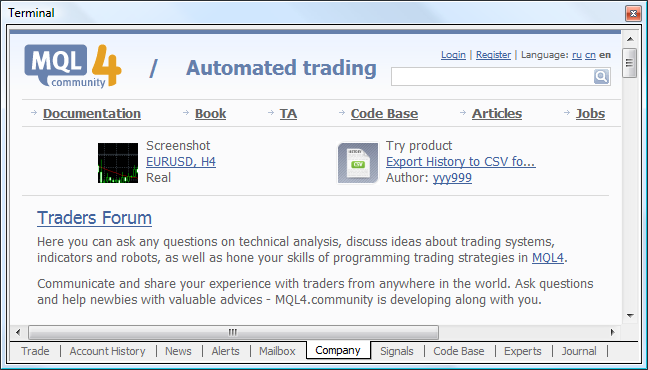 Terminal
Login | Register | Language: ru cn en
MQL4
community
/ Automated trading
Documentation Book TA Code Base Articles Jobs
Screenshot
EURUSD, H4
Real
Try product
Export History to CSV fo...
Author: yyy999
CSV
Traders Forum
Here you can ask any questions on technical analysis, discuss ideas about trading systems,
indicators and robots, as well as hone your skills of programming trading strategies in MQL4.
Communicate and share your experience with traders from anywhere in the world. Ask questions
and help newbies with valuable advices - MQL4.community is developing along with you.
Trade | Account History | News | Alerts | Mailbox | Company | Signals | Code Base | Experts | Journal |